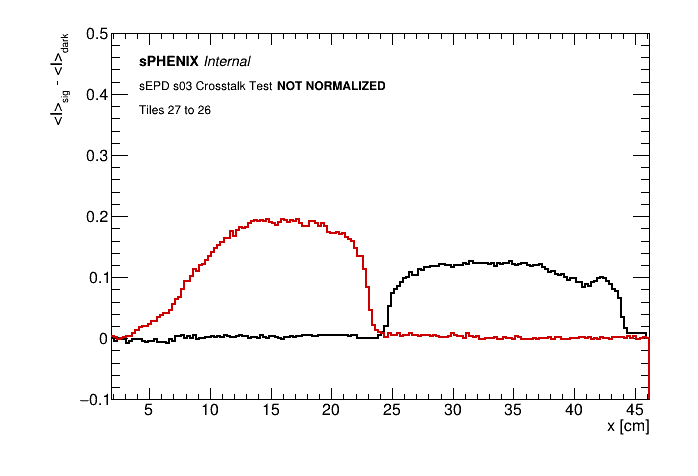 0.5
<I>sig - <I>dark
sPHENIX Internal
sEPD s03 Crosstalk Test NOT NORMALIZED
0.4
Tiles 27 to 26
0.3
0.2
0.1
0
−0.1
5 10 15 20 25 30 35 40 45
x [cm]